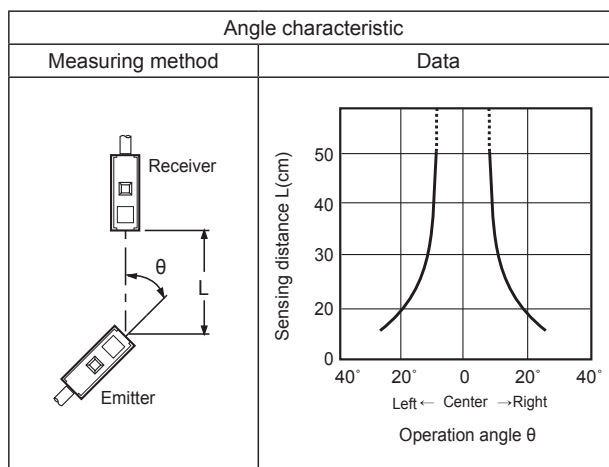 Angle characteristic
Measuring method
Data
Receiver
θ
L
Emitter
Sensing distance L(cm)
50
40
30
20
0
40° 20° 0 20° 40°
Left ← Center →Right
Operation angle θ